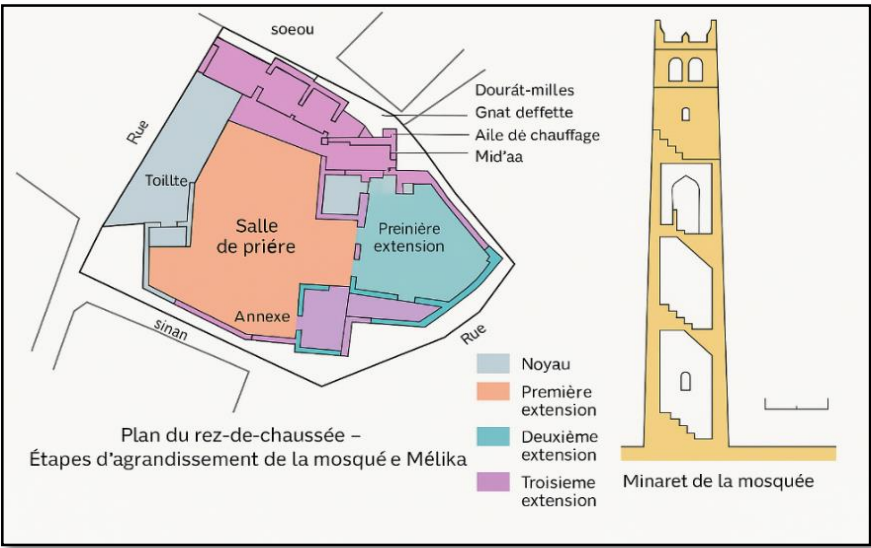 soeou
Rue
Dourát-milles
Gnat deffette
Aile dé chauffage
Mid'aa
Toillte
Salle
de priére
Preinière
extension
Annexe
sinan
Rue
Noyau
Première
extension
Deuxième
extension
Troisieme
extension
Plan du rez-de-chaussée –
Étapes d'agrandissement de la mosqué e Mélika
Minaret de la mosquée